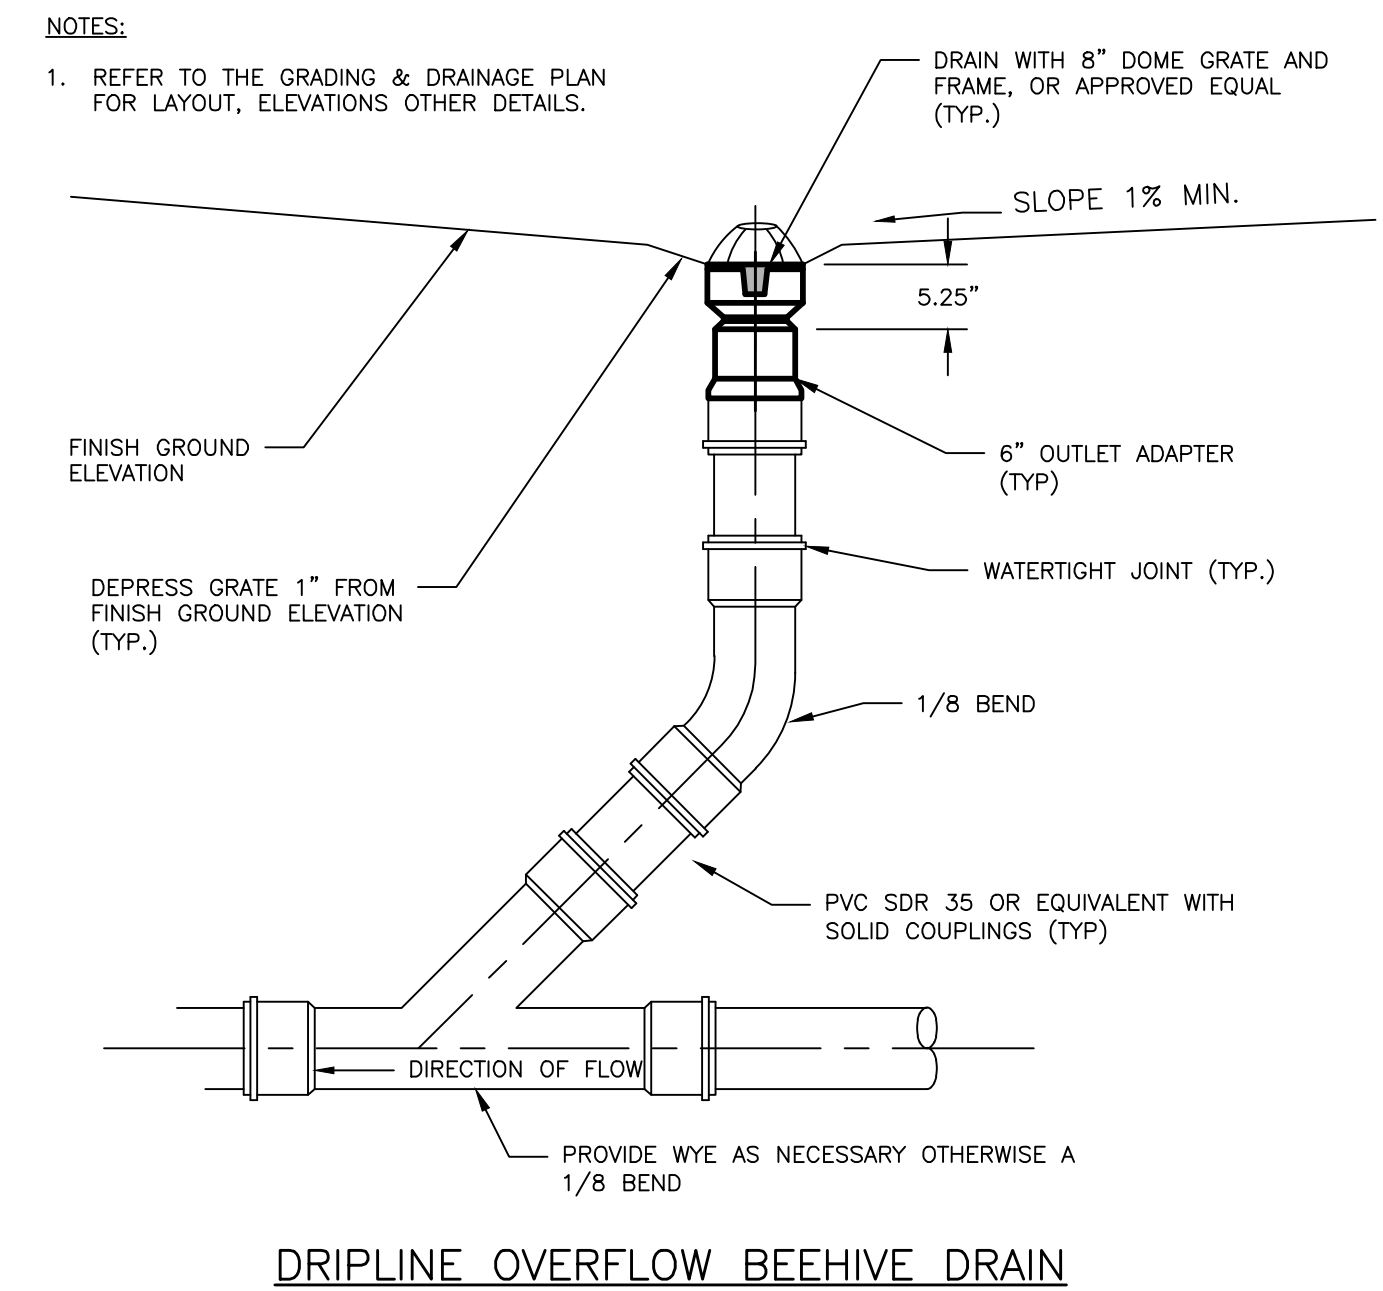 NOTES:
1. REFER TO THE GRADING & DRAINAGE PLAN
FOR LAYOUT, ELEVATIONS OTHER DETAILS.
DRAIN WITH 8” DOME GRATE AND
FRAME, OR APPROVED EQUAL
(TYP.)
SLOPE 1% MIN.
5.25”
FINISH GROUND
ELEVATION
6” OUTLET ADAPTER
(TYP)
DEPRESS GRATE 1” FROM
FINISH GROUND ELEVATION
(TYP.)
WATERTIGHT JOINT (TYP.)
1/8 BEND
PVC SDR 35 OR EQUIVALENT WITH
SOLID COUPLINGS (TYP)
DIRECTION OF FLOW
PROVIDE WYE AS NECESSARY OTHERWISE A
1/8 BEND
DRIPLINE OVERFLOW BEEHIVE DRAIN